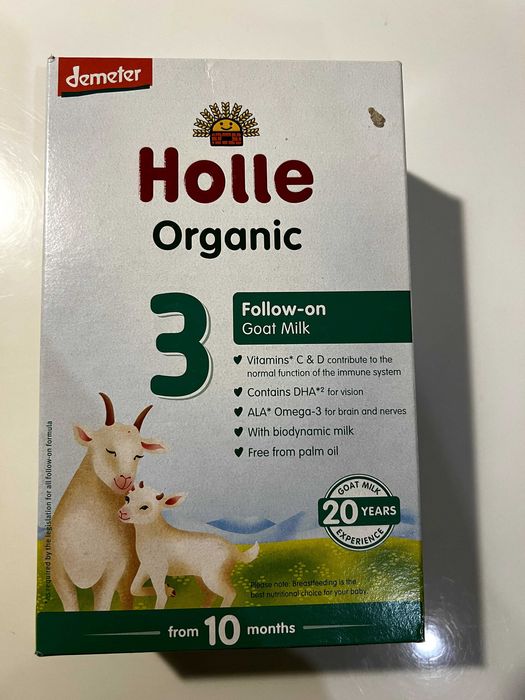 demeter
Holle
Organic
3
Follow-on
Goat Milk
Vitamins* C & D contribute to the
normal function of the immune system
Contains DHA*² for vision
ALA* Omega-3 for brain and nerves
With biodynamic milk
Free from palm oil
GOAT MILK
20 YEARS
EXPERIENCE
*as required by the legislation for all follow-on formula
Please note: Breastfeeding is the
best nutritional choice for your baby.
from 10 months